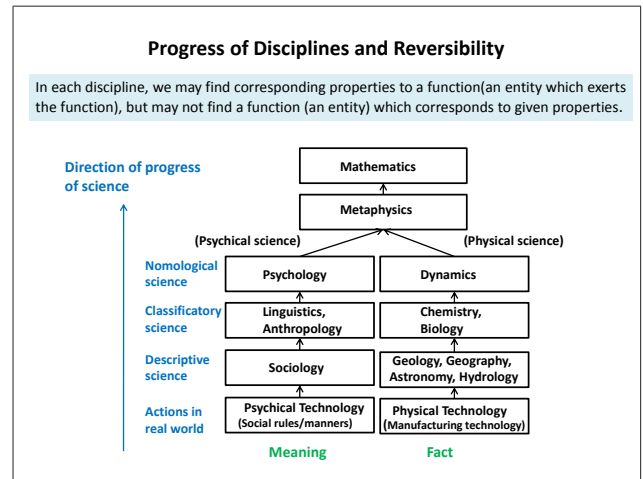 Progress of Disciplines and Reversibility
In each discipline, we may find corresponding properties to a function(an entity which exerts
the function), but may not find a function (an entity) which corresponds to given properties.
Direction of progress
of science
Mathematics
Metaphysics
(Psychical science)
(Physical science)
Nomological
science
Psychology
Dynamics
Classificatory
science
Linguistics,
Anthropology
Chemistry,
Biology
Descriptive
science
Sociology
Geology, Geography,
Astronomy, Hydrology
Actions in
real world
Psychical Technology
(Social rules/manners)
Physical Technology
(Manufacturing technology)
Meaning
Fact